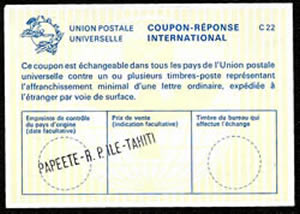 UNION POSTALE
UNIVERSELLE
COUPON-RÉPONSE
INTERNATIONAL
C 22
Ce coupon est échangeable dans tous les pays de l'Union postale
universelle contre un ou plusieurs timbres-poste représentant
l'affranchissement minimal d'une lettre ordinaire, expédiée à
l'étranger par voie de surface.
Empreinte de contrôle
du pays d'origine
(date facultative)
Prix de vente
(indication facultative)
Timbre du bureau
qui effectue l'échange
PAPEETE-R.P. ILE-TAHITI